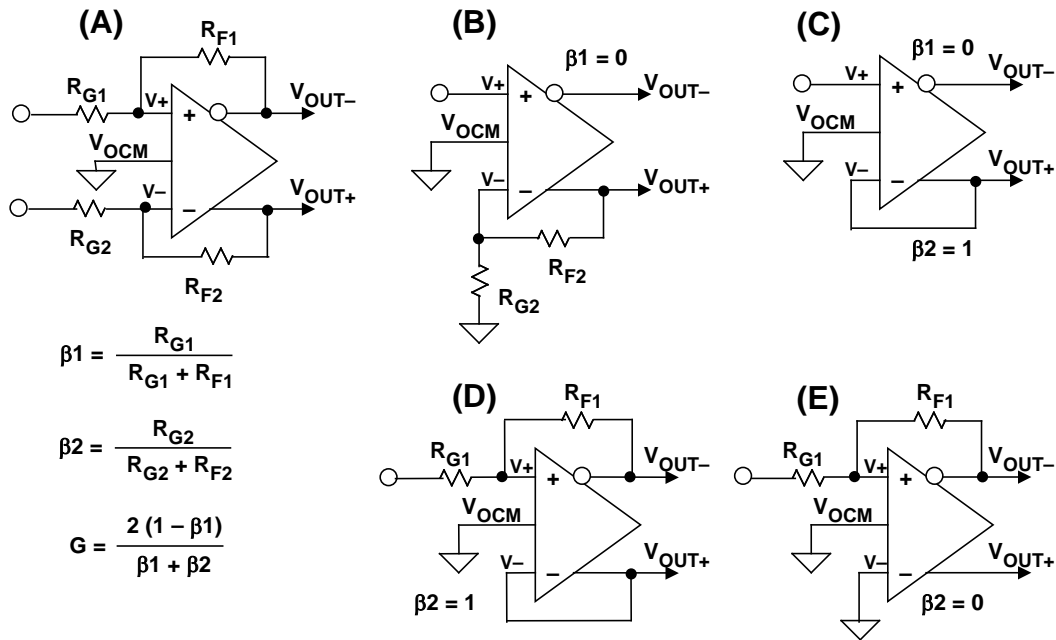 (A)
R_F1
R_G1
V+
+
V_OUT–
V_OCM
V–
–
V_OUT+
R_G2
R_F2
(B)
β1 = 0
V+
+
V_OUT–
V_OCM
V–
–
V_OUT+
R_F2
R_G2
(C)
β1 = 0
V+
+
V_OUT–
V_OCM
V–
–
V_OUT+
β2 = 1
β1 = R_G1 / R_G1 + R_F1
β2 = R_G2 / R_G2 + R_F2
G = 2 (1 – β1) / β1 + β2
(D)
R_F1
R_G1
V+
+
V_OUT–
V_OCM
V–
–
V_OUT+
β2 = 1
(E)
R_F1
R_G1
V+
+
V_OUT–
V_OCM
V–
–
V_OUT+
β2 = 0